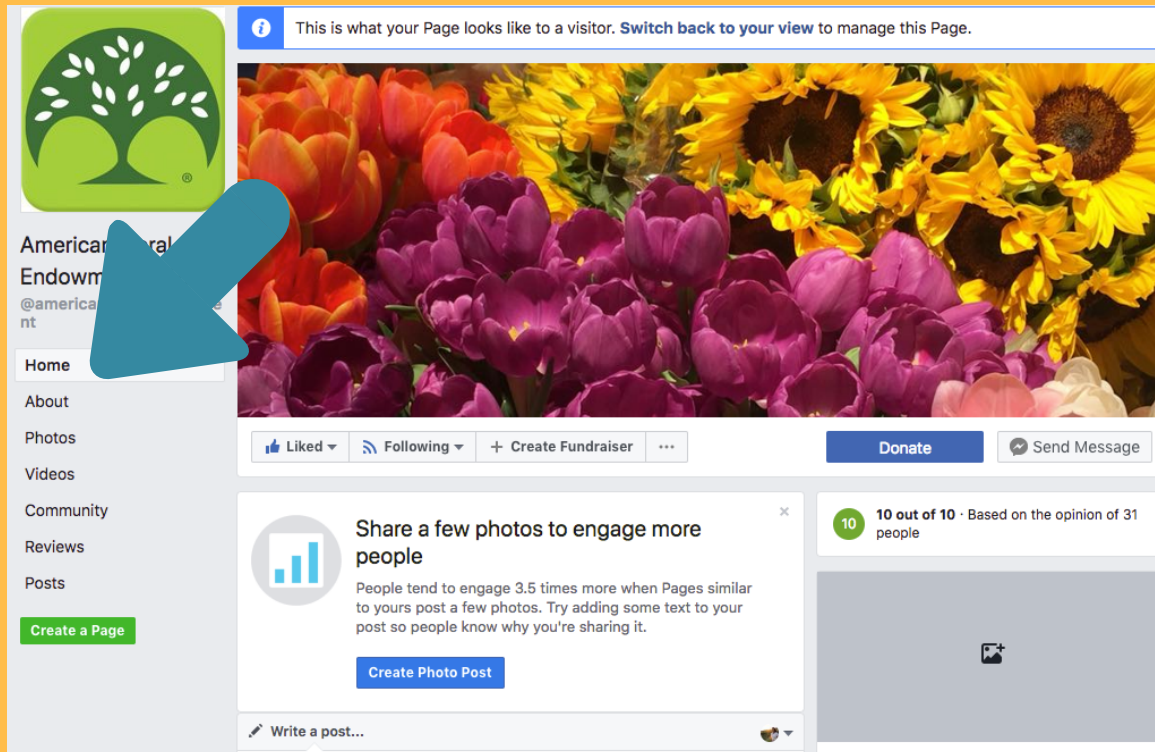 This is what your Page looks like to a visitor. Switch back to your view to manage this Page.
®
Endowm
@america
nt
Home
About
Photos
Videos
Community
Reviews
Posts
Create a Page
Liked
Following
+ Create Fundraiser
...
Donate
Send Message
Share a few photos to engage more
people
People tend to engage 3.5 times more when Pages similar
to yours post a few photos. Try adding some text to your
post so people know why you're sharing it.
Create Photo Post
Write a post...
10
10 out of 10 · Based on the opinion of 31
people